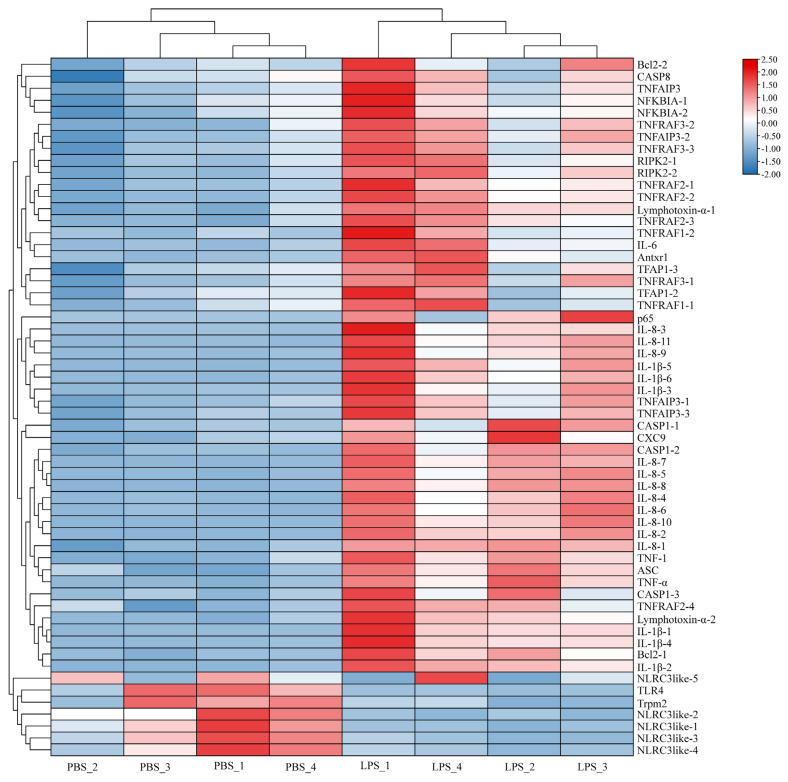 Bcl2-2
CASP8
TNFAIP3
NFKBIA-1
NFKBIA-2
TNFRAF3-2
TNFAIP3-2
TNFRAF3-3
RIPK2-1
RIPK2-2
TNFRAF2-1
TNFRAF2-2
Lymphotoxin-α-1
TNFRAF2-3
TNFRAF1-2
IL-6
Antxr1
TFAP1-3
TNFRAF3-1
TFAP1-2
TNFRAF1-1
p65
IL-8-3
IL-8-11
IL-8-9
IL-1β-5
IL-1β-6
IL-1β-3
TNFAIP3-1
TNFAIP3-3
CASP1-1
CXC9
CASP1-2
IL-8-7
IL-8-5
IL-8-8
IL-8-4
IL-8-6
IL-8-10
IL-8-2
IL-8-1
TNF-1
ASC
TNF-α
CASP1-3
TNFRAF2-4
Lymphotoxin-α-2
IL-1β-1
IL-1β-4
Bcl2-1
IL-1β-2
NLRC3like-5
TLR4
Trpm2
NLRC3like-2
NLRC3like-1
NLRC3like-3
NLRC3like-4
PBS_2 PBS_3 PBS_1 PBS_4 LPS_1 LPS_4 LPS_2 LPS_3
2.50
2.00
1.50
1.00
0.50
0.00
-0.50
-1.00
-1.50
-2.00